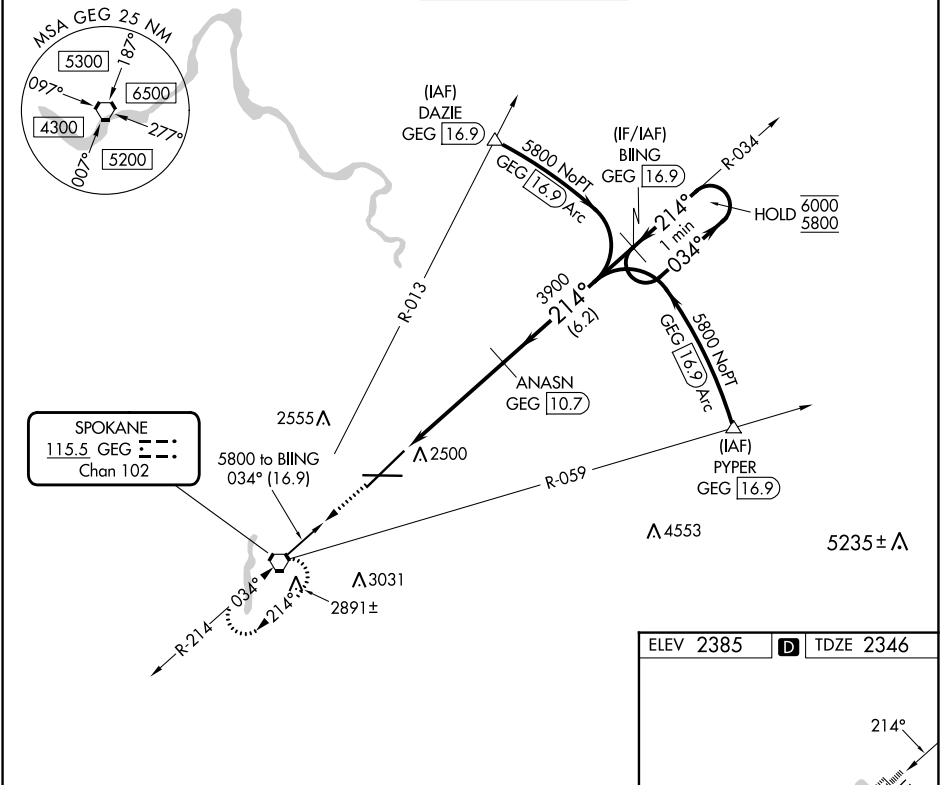 MSA GEG 25 NM
5300
187°
097°
6500
4300
277°
007°
5200
(IAF)
DAZIE
GEG 16.9
5800 NoPT
GEG 16.9 Arc
(IF/IAF)
BIING
GEG 16.9
R-034
214°
1 min
034°
HOLD 6000
5800
R-013
3900
214°
(6.2)
5800 NoPT
GEG 16.9 Arc
ANASN
GEG 10.7
SPOKANE
115.5 GEG
Chan 102
2555
5800 to BIING
034° (16.9)
2500
R-059
(IAF)
PYPER
GEG 16.9
4553
5235±
034°
214°
3031
2891±
R-214
ELEV 2385 D TDZE 2346
214°